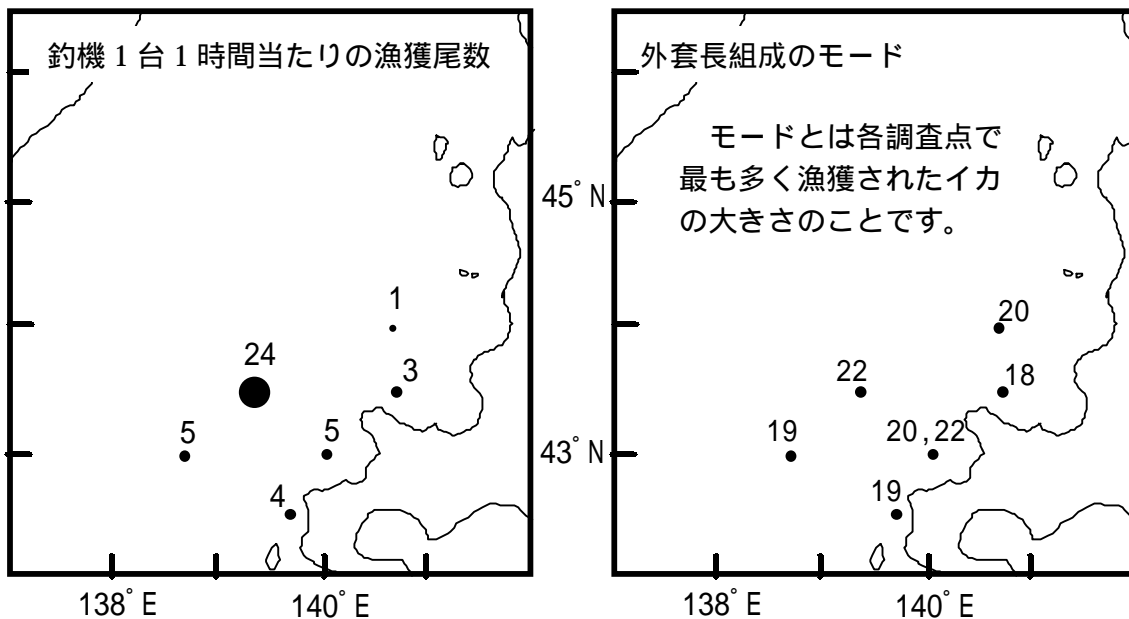 釣機1台1時間当たりの漁獲尾数
1
24
3
5
5
4
138°E
140°E
45°N
43°N
外套長組成のモード
モードとは各調査点で
最も多く漁獲されたイカ
の大きさのことです。
20
22
18
19
20,22
19
138°E
140°E